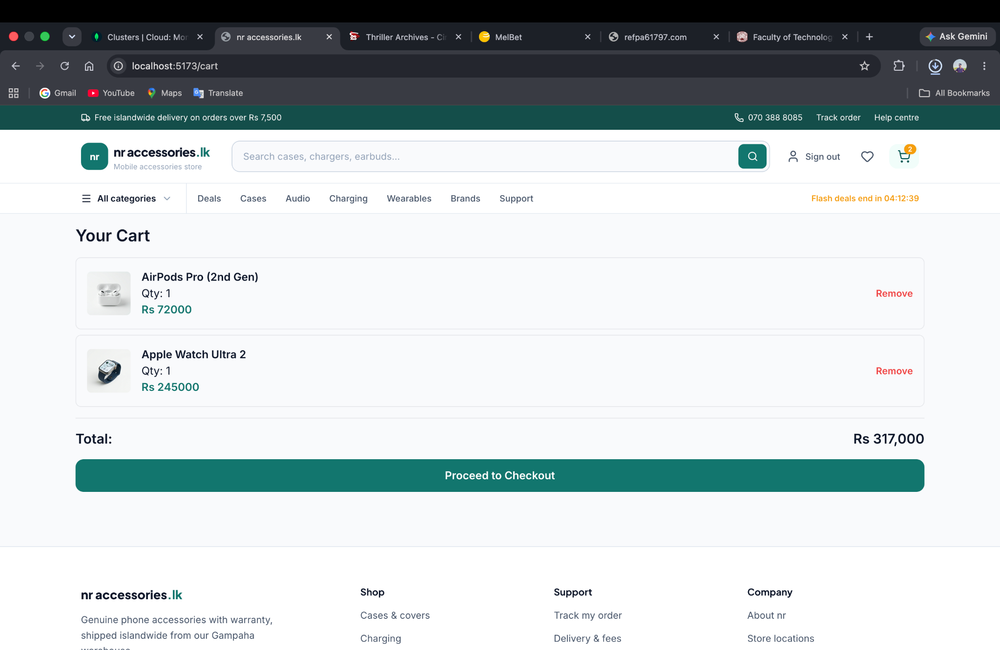 Clusters | Cloud: Mon
nr accessories.lk
Thriller Archives - Cin
MelBet
refpa61797.com
Faculty of Technolog
Ask Gemini
localhost:5173/cart
Gmail
YouTube
Maps
Translate
All Bookmarks
Free islandwide delivery on orders over Rs 7,500
070 388 8085
Track order
Help centre
nr
nr accessories.lk
Mobile accessories store
Search cases, chargers, earbuds...
Sign out
2
All categories
Deals
Cases
Audio
Charging
Wearables
Brands
Support
Flash deals end in 04:12:39
Your Cart
AirPods Pro (2nd Gen)
Qty: 1
Rs 72000
Remove
Apple Watch Ultra 2
Qty: 1
Rs 245000
Remove
Total:
Rs 317,000
Proceed to Checkout
nr accessories.lk
Genuine phone accessories with warranty,
shipped islandwide from our Gampaha
Shop
Cases & covers
Charging
Support
Track my order
Delivery & fees
Company
About nr
Store locations